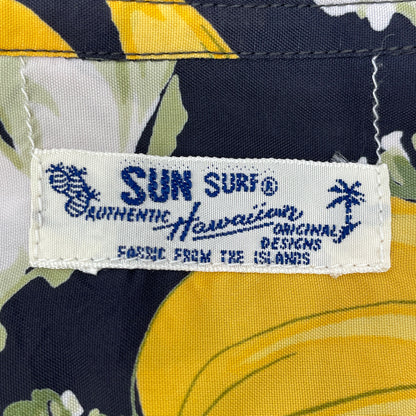 SUN SURF®
AUTHENTIC Hawaiian ORIGINAL
DESIGNS
FABRIC FROM THE ISLANDS